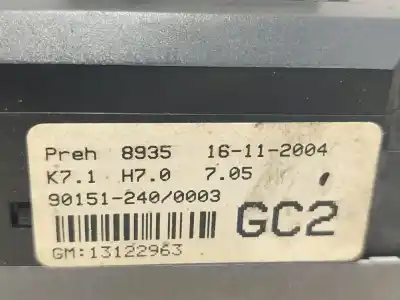 Preh 8935 16-11-2004
K7.1 H7.0 7.05
90151-240/0003
GC2
GM:13122963